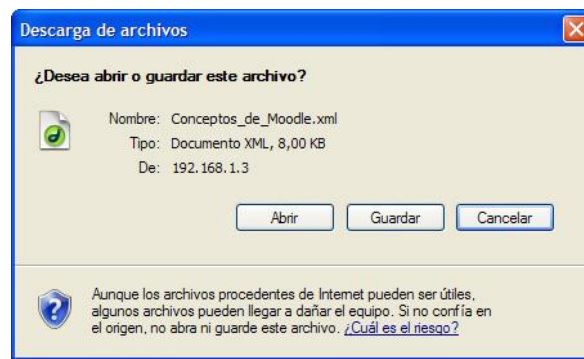 Descarga de archivos
¿Desea abrir o guardar este archivo?
Nombre: Conceptos_de_Moodle.xml
Tipo: Documento XML, 8,00 KB
De: 192.168.1.3
Abrir Guardar Cancelar
Aunque los archivos procedentes de Internet pueden ser útiles,
algunos archivos pueden llegar a dañar el equipo. Si no confía en
el origen, no abra ni guarde este archivo. ¿Cuál es el riesgo?